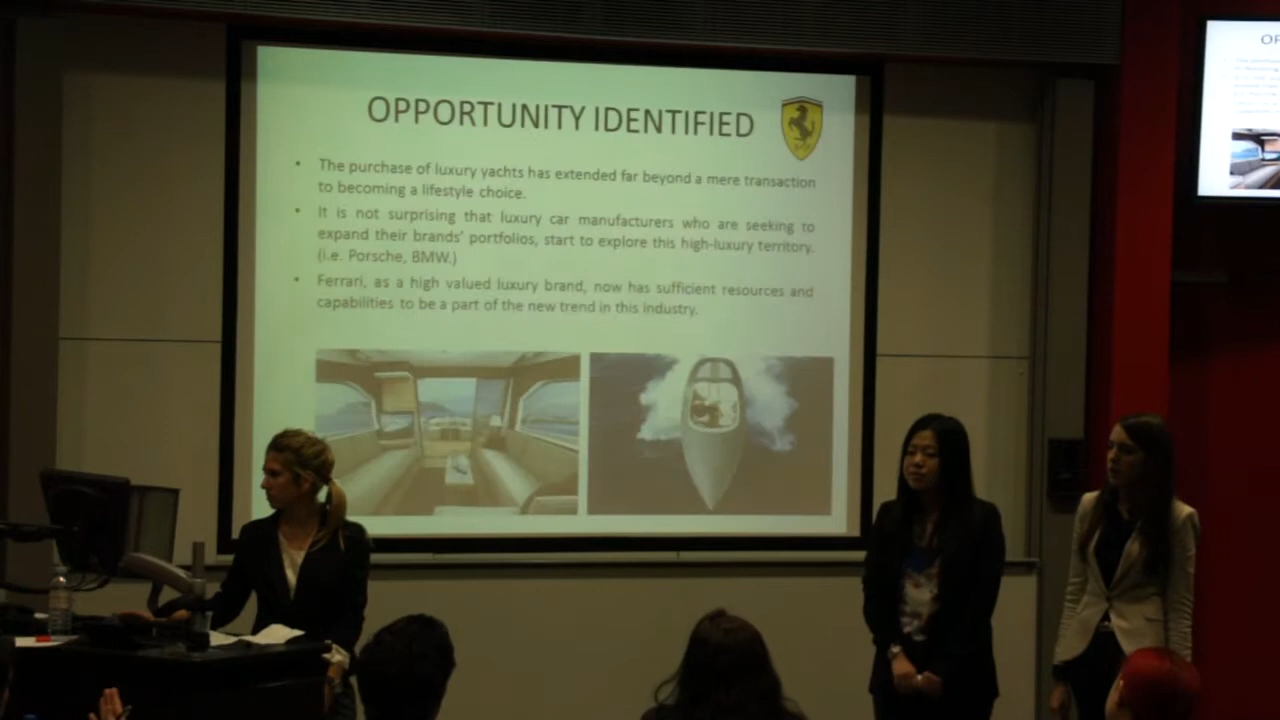 OPPORTUNITY IDENTIFIED
• The purchase of luxury yachts has extended far beyond a mere transaction
to becoming a lifestyle choice.
• It is not surprising that luxury car manufacturers who are seeking to
expand their brands' portfolios, start to explore this high-luxury territory.
(i.e. Porsche, BMW.)
• Ferrari, as a high valued luxury brand, now has sufficient resources and
capabilities to be a part of the new trend in this industry.